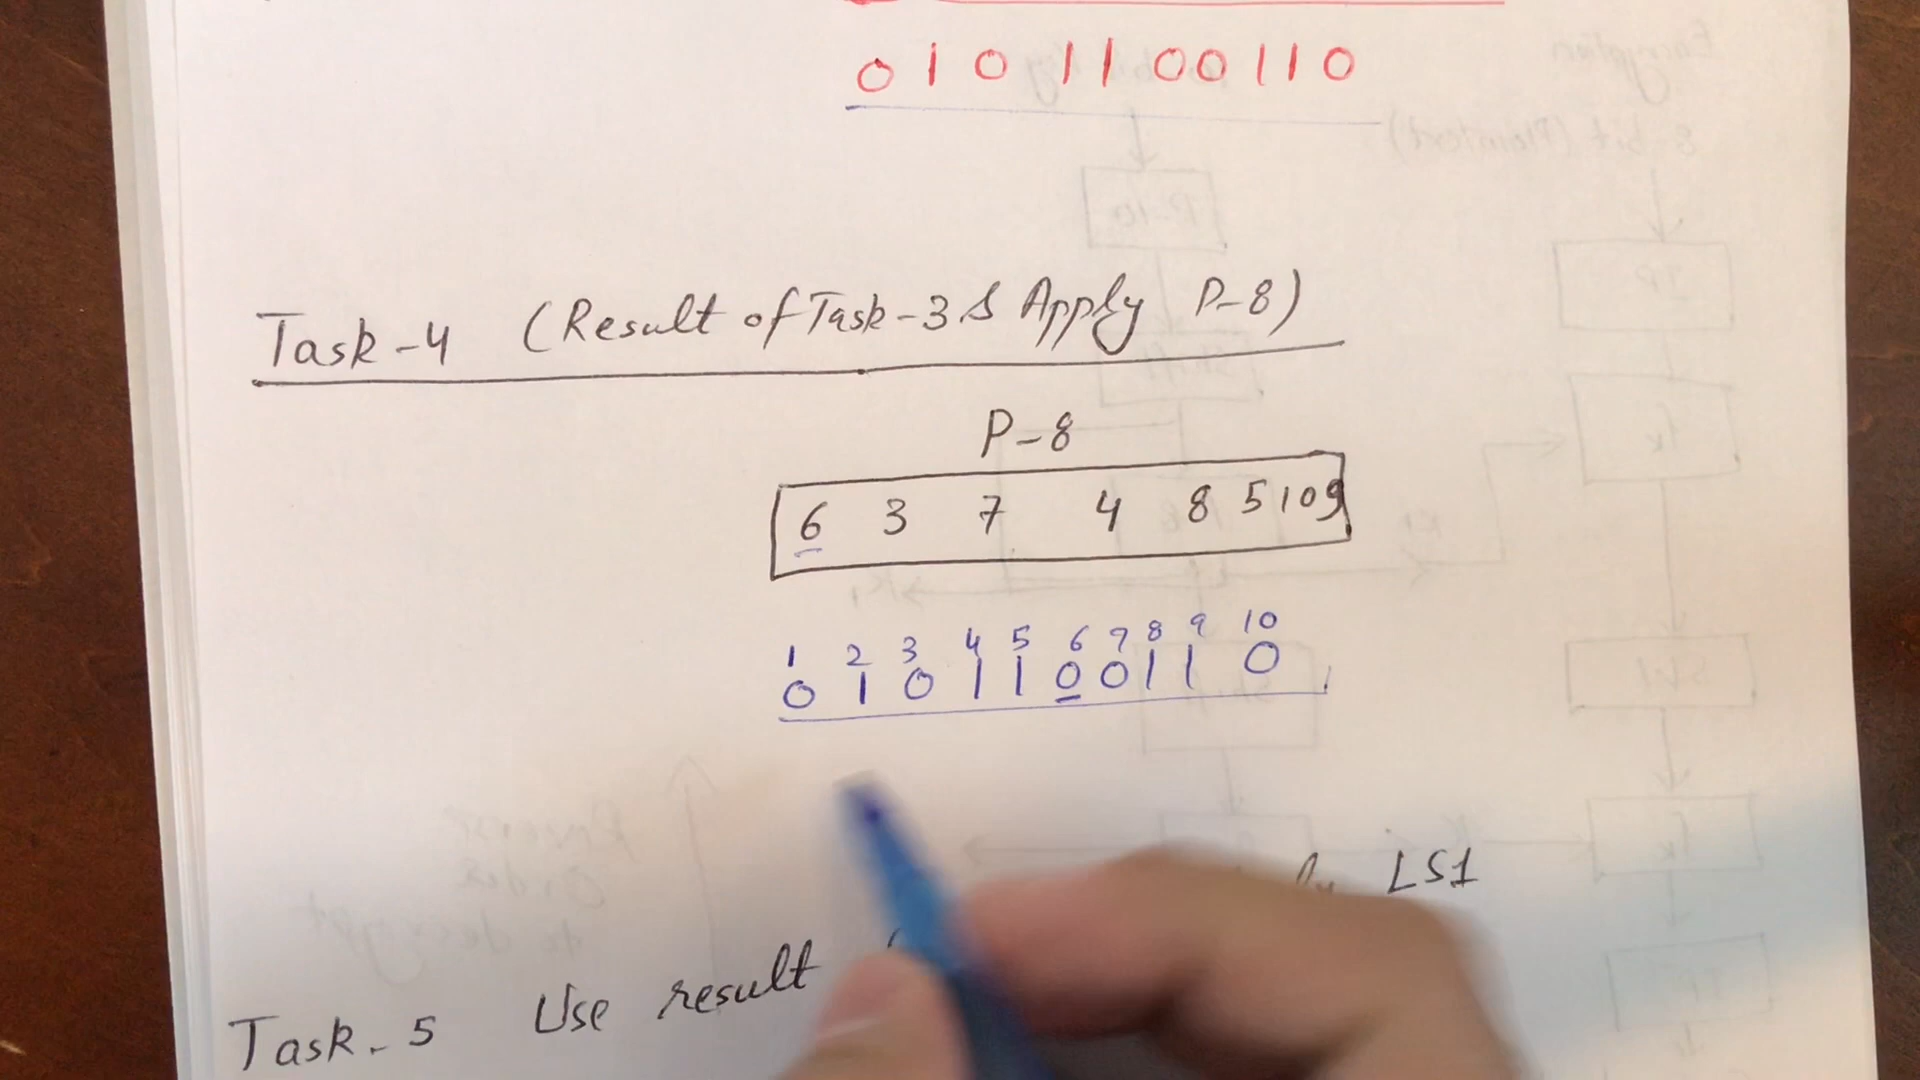 0 1 0 1 1 0 0 1 1 0
Task-4 (Result of Task-3 & Apply P-8)
P-8
6 3 7 4 8 5 10 9
1 2 3 4 5 6 7 8 9 10
0 1 0 1 1 0 0 1 1 0
LS1
Task-5 Use result